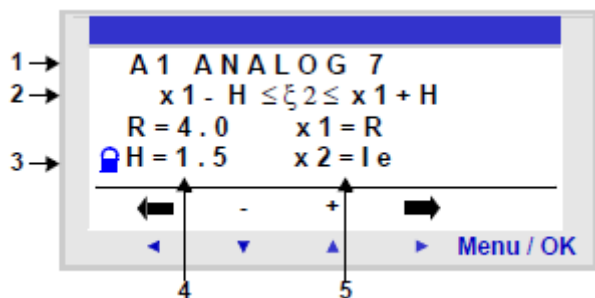 1 A1 ANALOG 7
2 x1 - H ≤ξ2≤ x1 + H
R = 4.0 x1 = R
3 H = 1.5 x2 = Ie
- +
Menu / OK
4 5